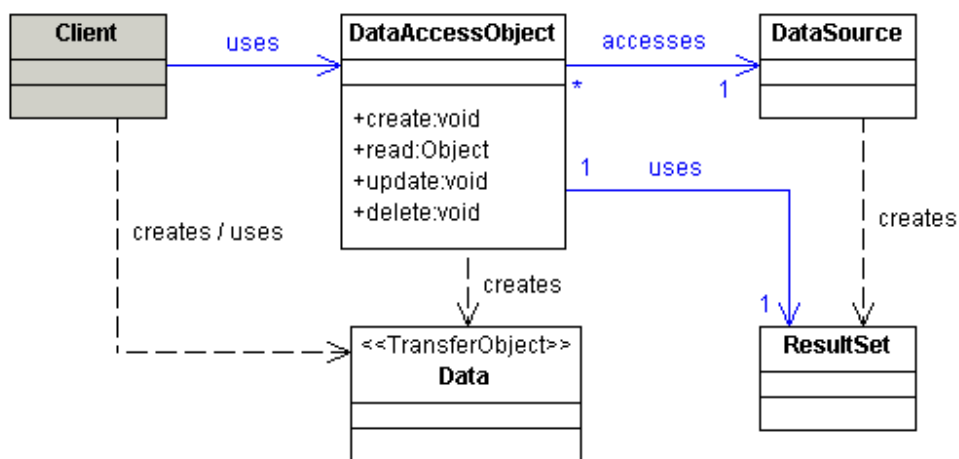 Client
uses
DataAccessObject
accesses
DataSource
*
1
+create:void
+read:Object
+update:void
+delete:void
1
uses
creates / uses
creates
creates
1
<<TransferObject>>
Data
ResultSet